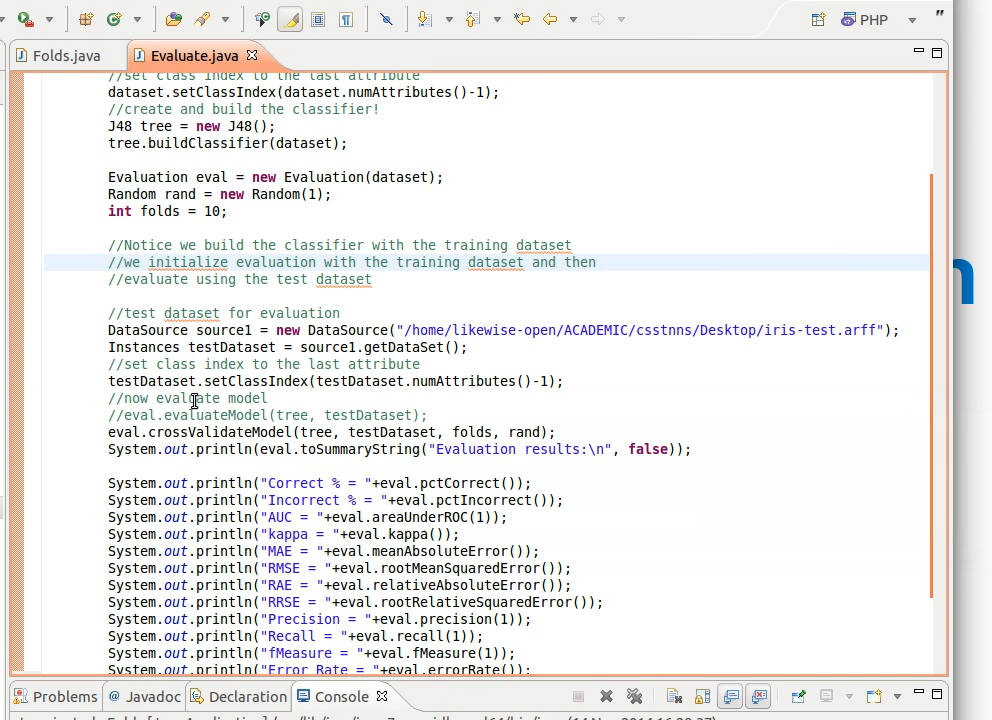 PHP
"
Folds.java
Evaluate.java
//set class index to the last attribute
dataset.setClassIndex(dataset.numAttributes()-1);
//create and build the classifier!
J48 tree = new J48();
tree.buildClassifier(dataset);
Evaluation eval = new Evaluation(dataset);
Random rand = new Random(1);
int folds = 10;
//Notice we build the classifier with the training dataset
//we initialize evaluation with the training dataset and then
//evaluate using the test dataset
n
//test dataset for evaluation
DataSource source1 = new DataSource("/home/likewise-open/ACADEMIC/csstnns/Desktop/iris-test.arff");
Instances testDataset = source1.getDataSet();
//set class index to the last attribute
testDataset.setClassIndex(testDataset.numAttributes()-1);
//now evaluate model
//eval.evaluateModel(tree, testDataset);
eval.crossValidateModel(tree, testDataset, folds, rand);
System.out.println(eval.toSummaryString("Evaluation results:\n", false));
System.out.println("Correct % = "+eval.pctCorrect());
System.out.println("Incorrect % = "+eval.pctIncorrect());
System.out.println("AUC = "+eval.areaUnderROC(1));
System.out.println("kappa = "+eval.kappa());
System.out.println("MAE = "+eval.meanAbsoluteError());
System.out.println("RMSE = "+eval.rootMeanSquaredError());
System.out.println("RAE = "+eval.relativeAbsoluteError());
System.out.println("RRSE = "+eval.rootRelativeSquaredError());
System.out.println("Precision = "+eval.precision(1));
System.out.println("Recall = "+eval.recall(1));
System.out.println("fMeasure = "+eval.fMeasure(1));
System.out.println("Error Rate = "+eval.errorRate());
Problems @ Javadoc Declaration Console